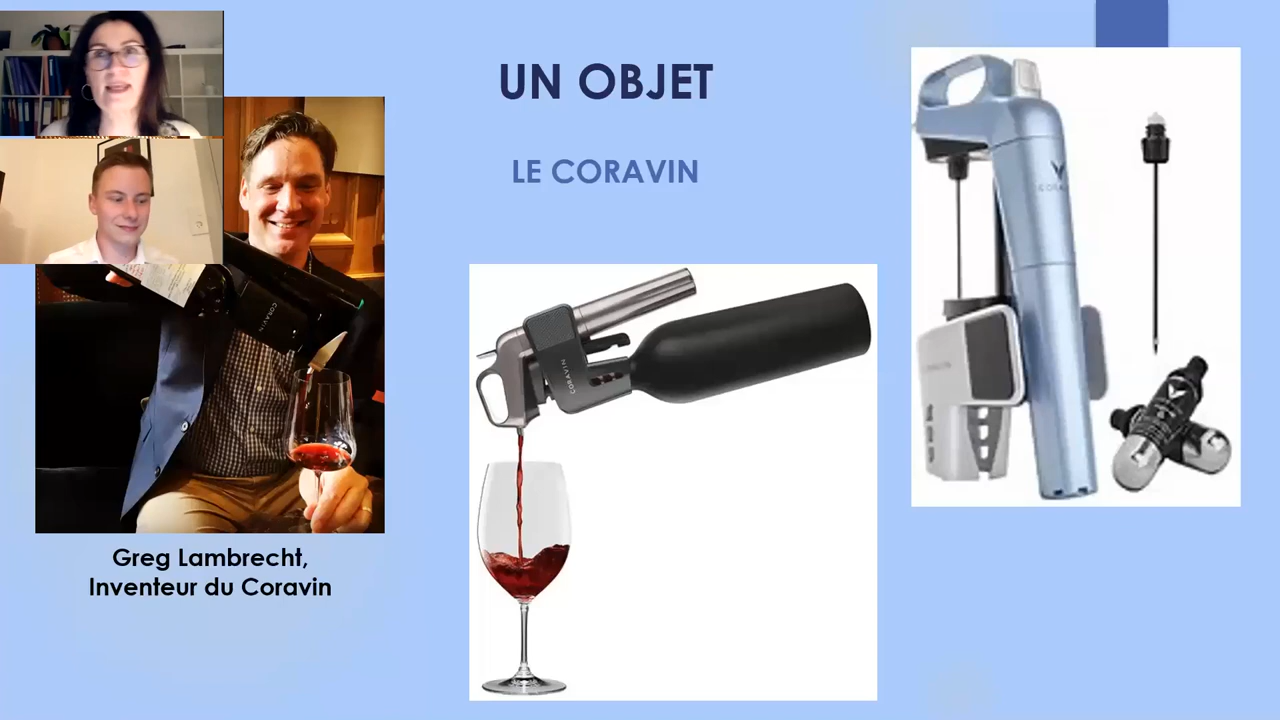 UN OBJET
LE CORAVIN
CORAVIN
CORAVIN
Greg Lambrecht,
Inventeur du Coravin